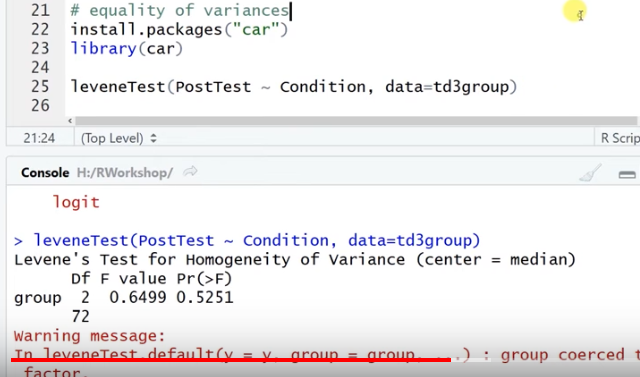 21 # equality of variances
22 install.packages("car")
23 library(car)
24
25 leveneTest(PostTest ~ Condition, data=td3group)
26
21:24 (Top Level) R Scrip
Console H:/RWorkshop/
logit
> leveneTest(PostTest ~ Condition, data=td3group)
Levene's Test for Homogeneity of Variance (center = median)
Df F value Pr(>F)
group 2 0.6499 0.5251
72
Warning message:
In leveneTest.default(y = y, group = group, ...) : group coerced t
factor.